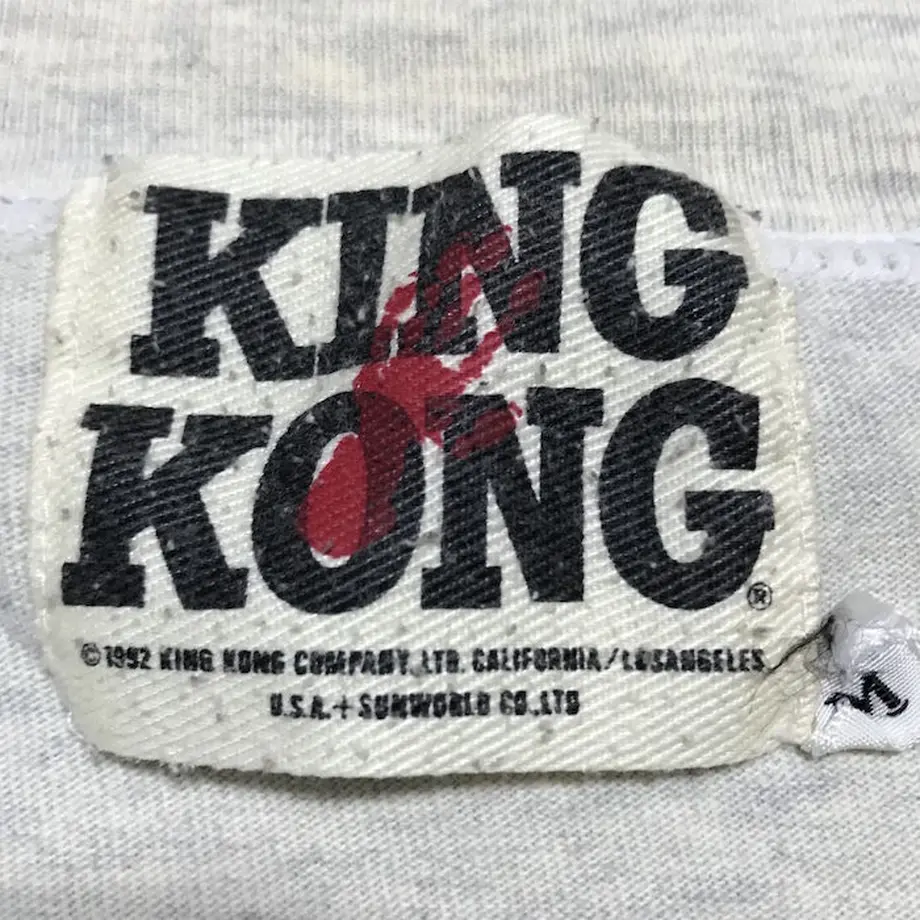 KING
KONG ®
© 1992 KING KONG COMPANY, LTD. CALIFORNIA/LOSANGELES
U.S.A.+SUNWORLD CO.,LTD
M